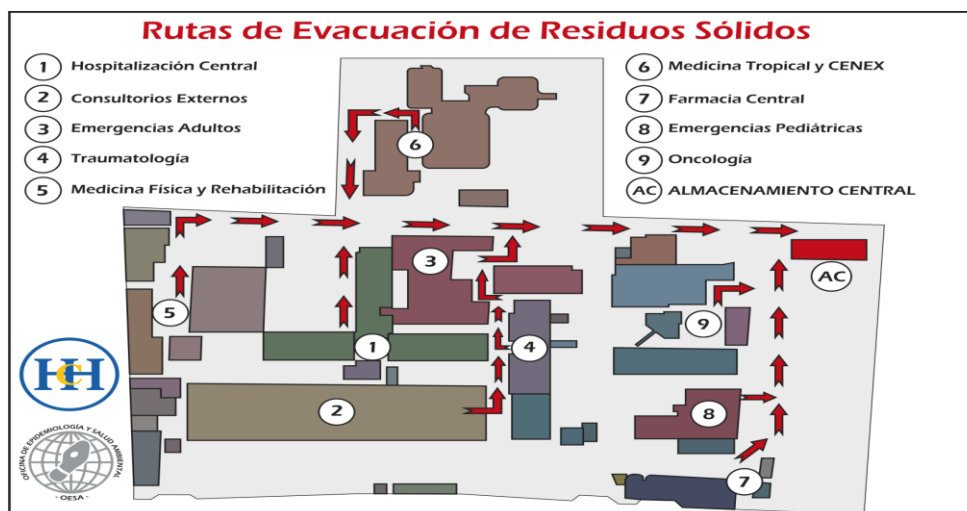 Rutas de Evacuación de Residuos Sólidos
1 Hospitalización Central
2 Consultorios Externos
3 Emergencias Adultos
4 Traumatología
5 Medicina Física y Rehabilitación
6 Medicina Tropical y CENEX
7 Farmacia Central
8 Emergencias Pediátricas
9 Oncología
AC ALMACENAMIENTO CENTRAL
6
3
AC
5
9
1
4
2
8
7
HCH
OFICINA DE EPIDEMIOLOGÍA Y SALUD AMBIENTAL
- OESA -